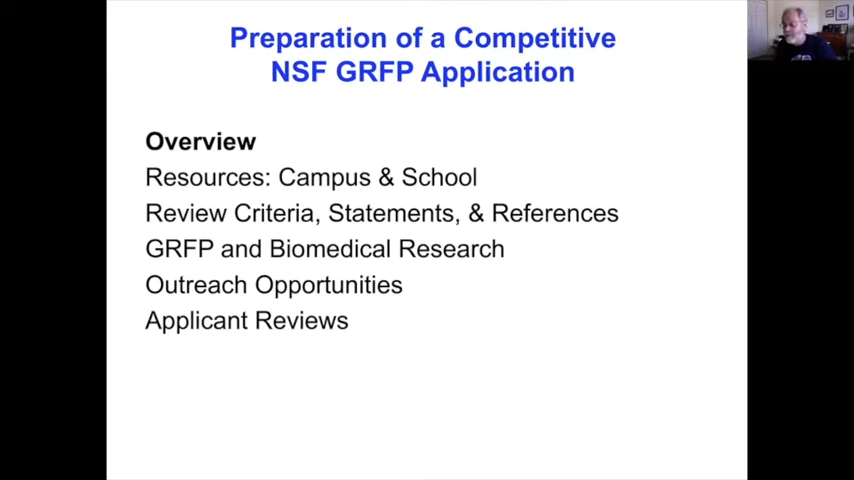 Preparation of a Competitive
NSF GRFP Application
Overview
Resources: Campus & School
Review Criteria, Statements, & References
GRFP and Biomedical Research
Outreach Opportunities
Applicant Reviews